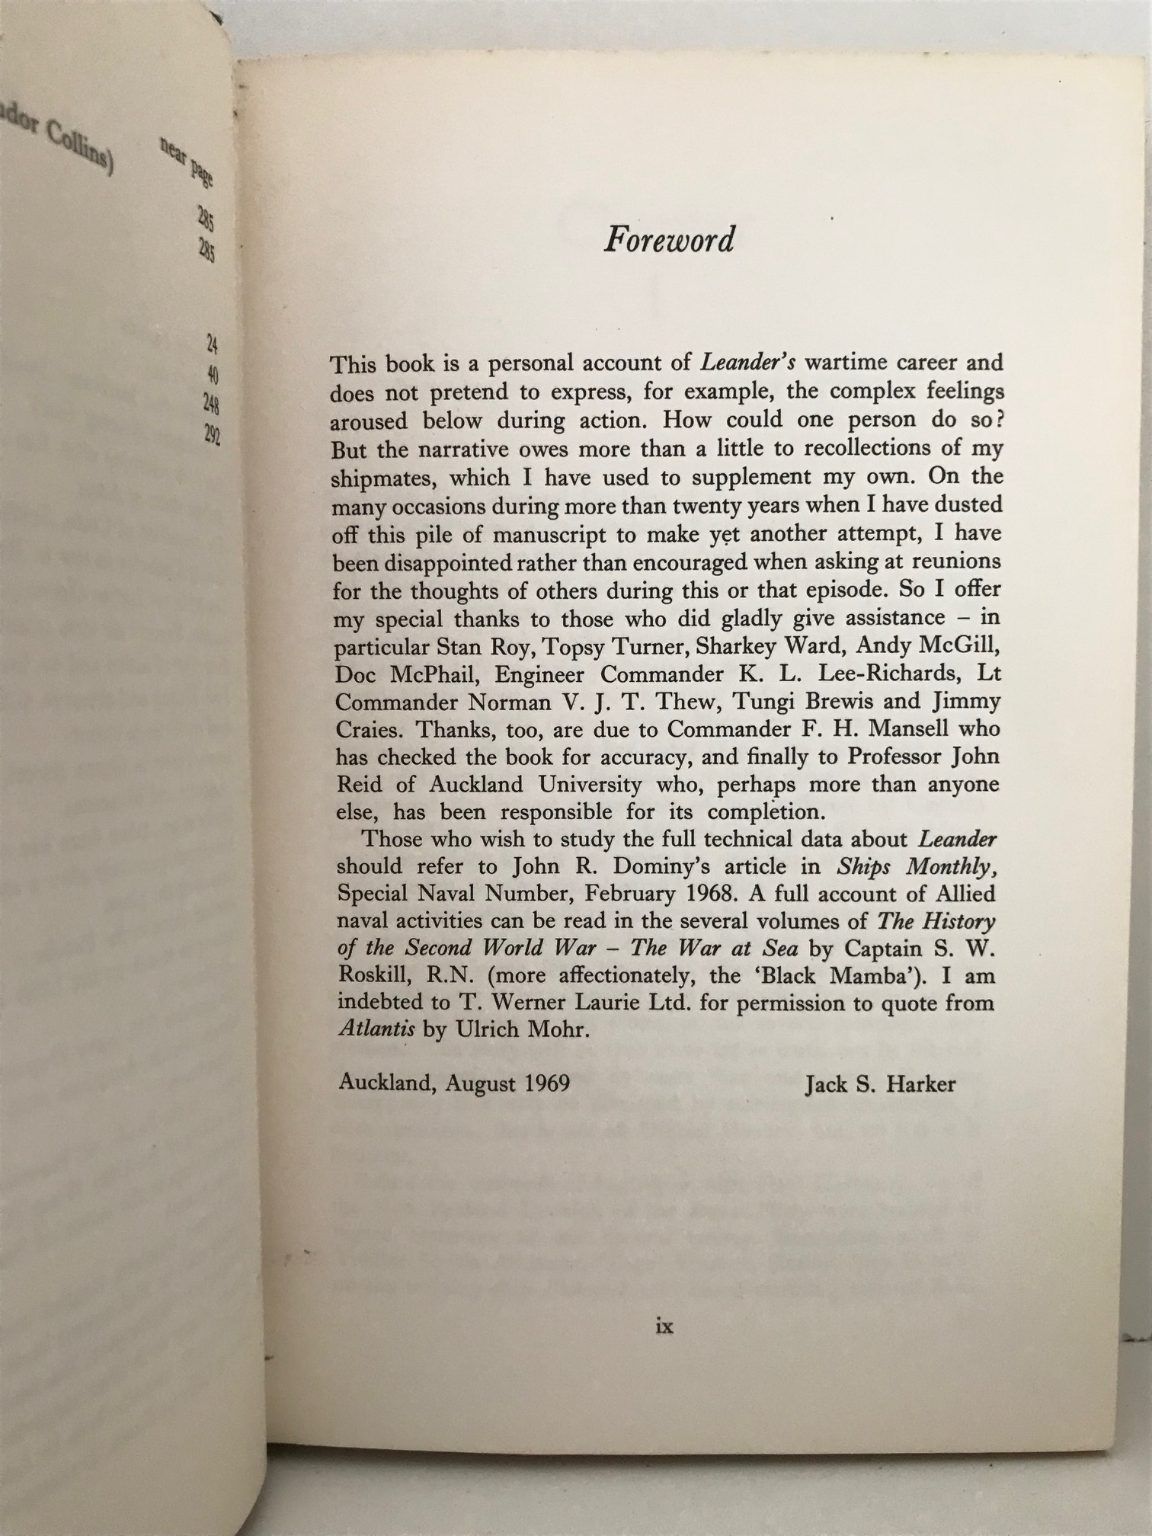 Collins)
near page
285
285
24
40
248
292
Foreword
This book is a personal account of Leander's wartime career and
does not pretend to express, for example, the complex feelings
aroused below during action. How could one person do so?
But the narrative owes more than a little to recollections of my
shipmates, which I have used to supplement my own. On the
many occasions during more than twenty years when I have dusted
off this pile of manuscript to make yet another attempt, I have
been disappointed rather than encouraged when asking at reunions
for the thoughts of others during this or that episode. So I offer
my special thanks to those who did gladly give assistance – in
particular Stan Roy, Topsy Turner, Sharkey Ward, Andy McGill,
Doc McPhail, Engineer Commander K. L. Lee-Richards, Lt
Commander Norman V. J. T. Thew, Tungi Brewis and Jimmy
Craies. Thanks, too, are due to Commander F. H. Mansell who
has checked the book for accuracy, and finally to Professor John
Reid of Auckland University who, perhaps more than anyone
else, has been responsible for its completion.
Those who wish to study the full technical data about Leander
should refer to John R. Dominy's article in Ships Monthly,
Special Naval Number, February 1968. A full account of Allied
naval activities can be read in the several volumes of The History
of the Second World War – The War at Sea by Captain S. W.
Roskill, R.N. (more affectionately, the 'Black Mamba'). I am
indebted to T. Werner Laurie Ltd. for permission to quote from
Atlantis by Ulrich Mohr.
Auckland, August 1969 Jack S. Harker
ix